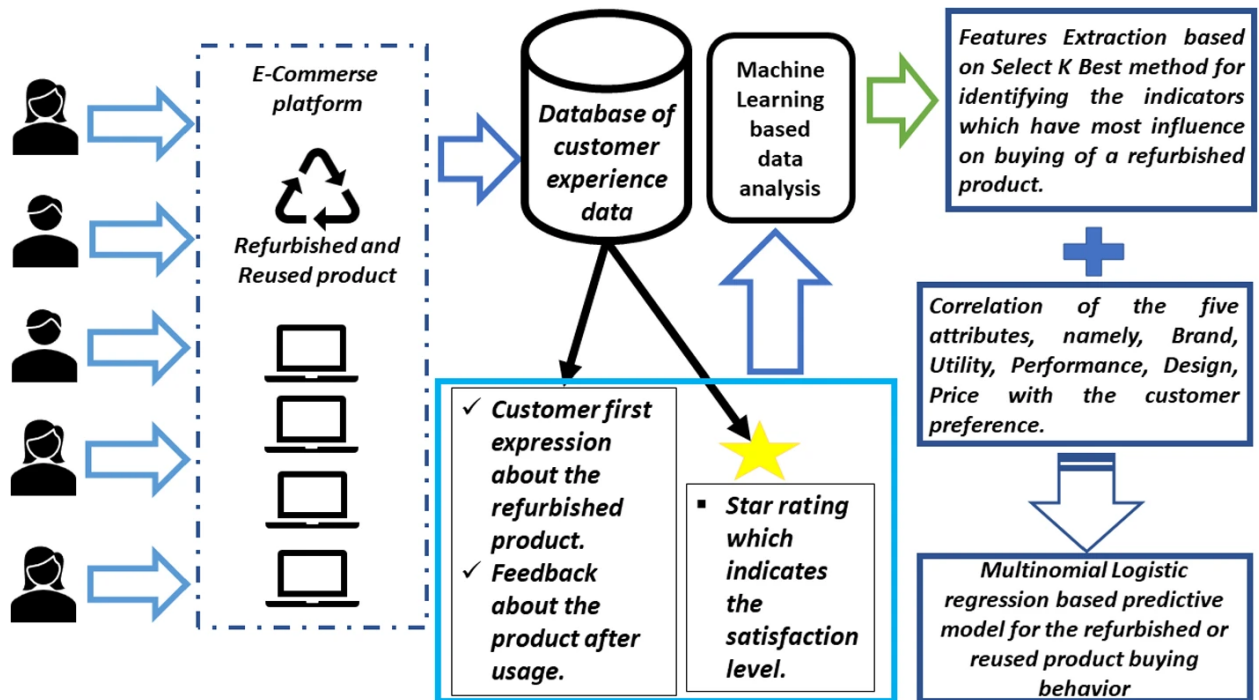 E-Commerse
platform
Refurbished and
Reused product
Database of
customer
experience
data
✓ Customer first
expression
about the
refurbished
product.
✓ Feedback
about the
product after
usage.
▪ Star rating
which
indicates
the
satisfaction
level.
Machine
Learning
based
data
analysis
Features Extraction based
on Select K Best method for
identifying the indicators
which have most influence
on buying of a refurbished
product.
Correlation of the five
attributes, namely, Brand,
Utility, Performance, Design,
Price with the customer
preference.
Multinomial Logistic
regression based predictive
model for the refurbished or
reused product buying
behavior